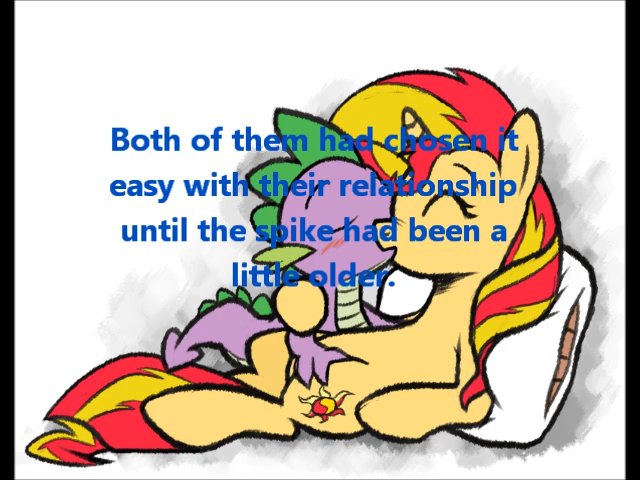 Both of them had chosen it
easy with their relationship
until the spike had been a
little older.